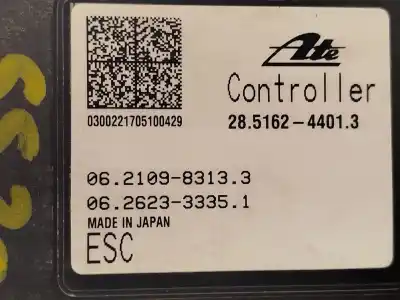 Ate
Controller
0300221705100429
28.5162-4401.3
06.2109-8313.3
06.2623-3335.1
MADE IN JAPAN
ESC